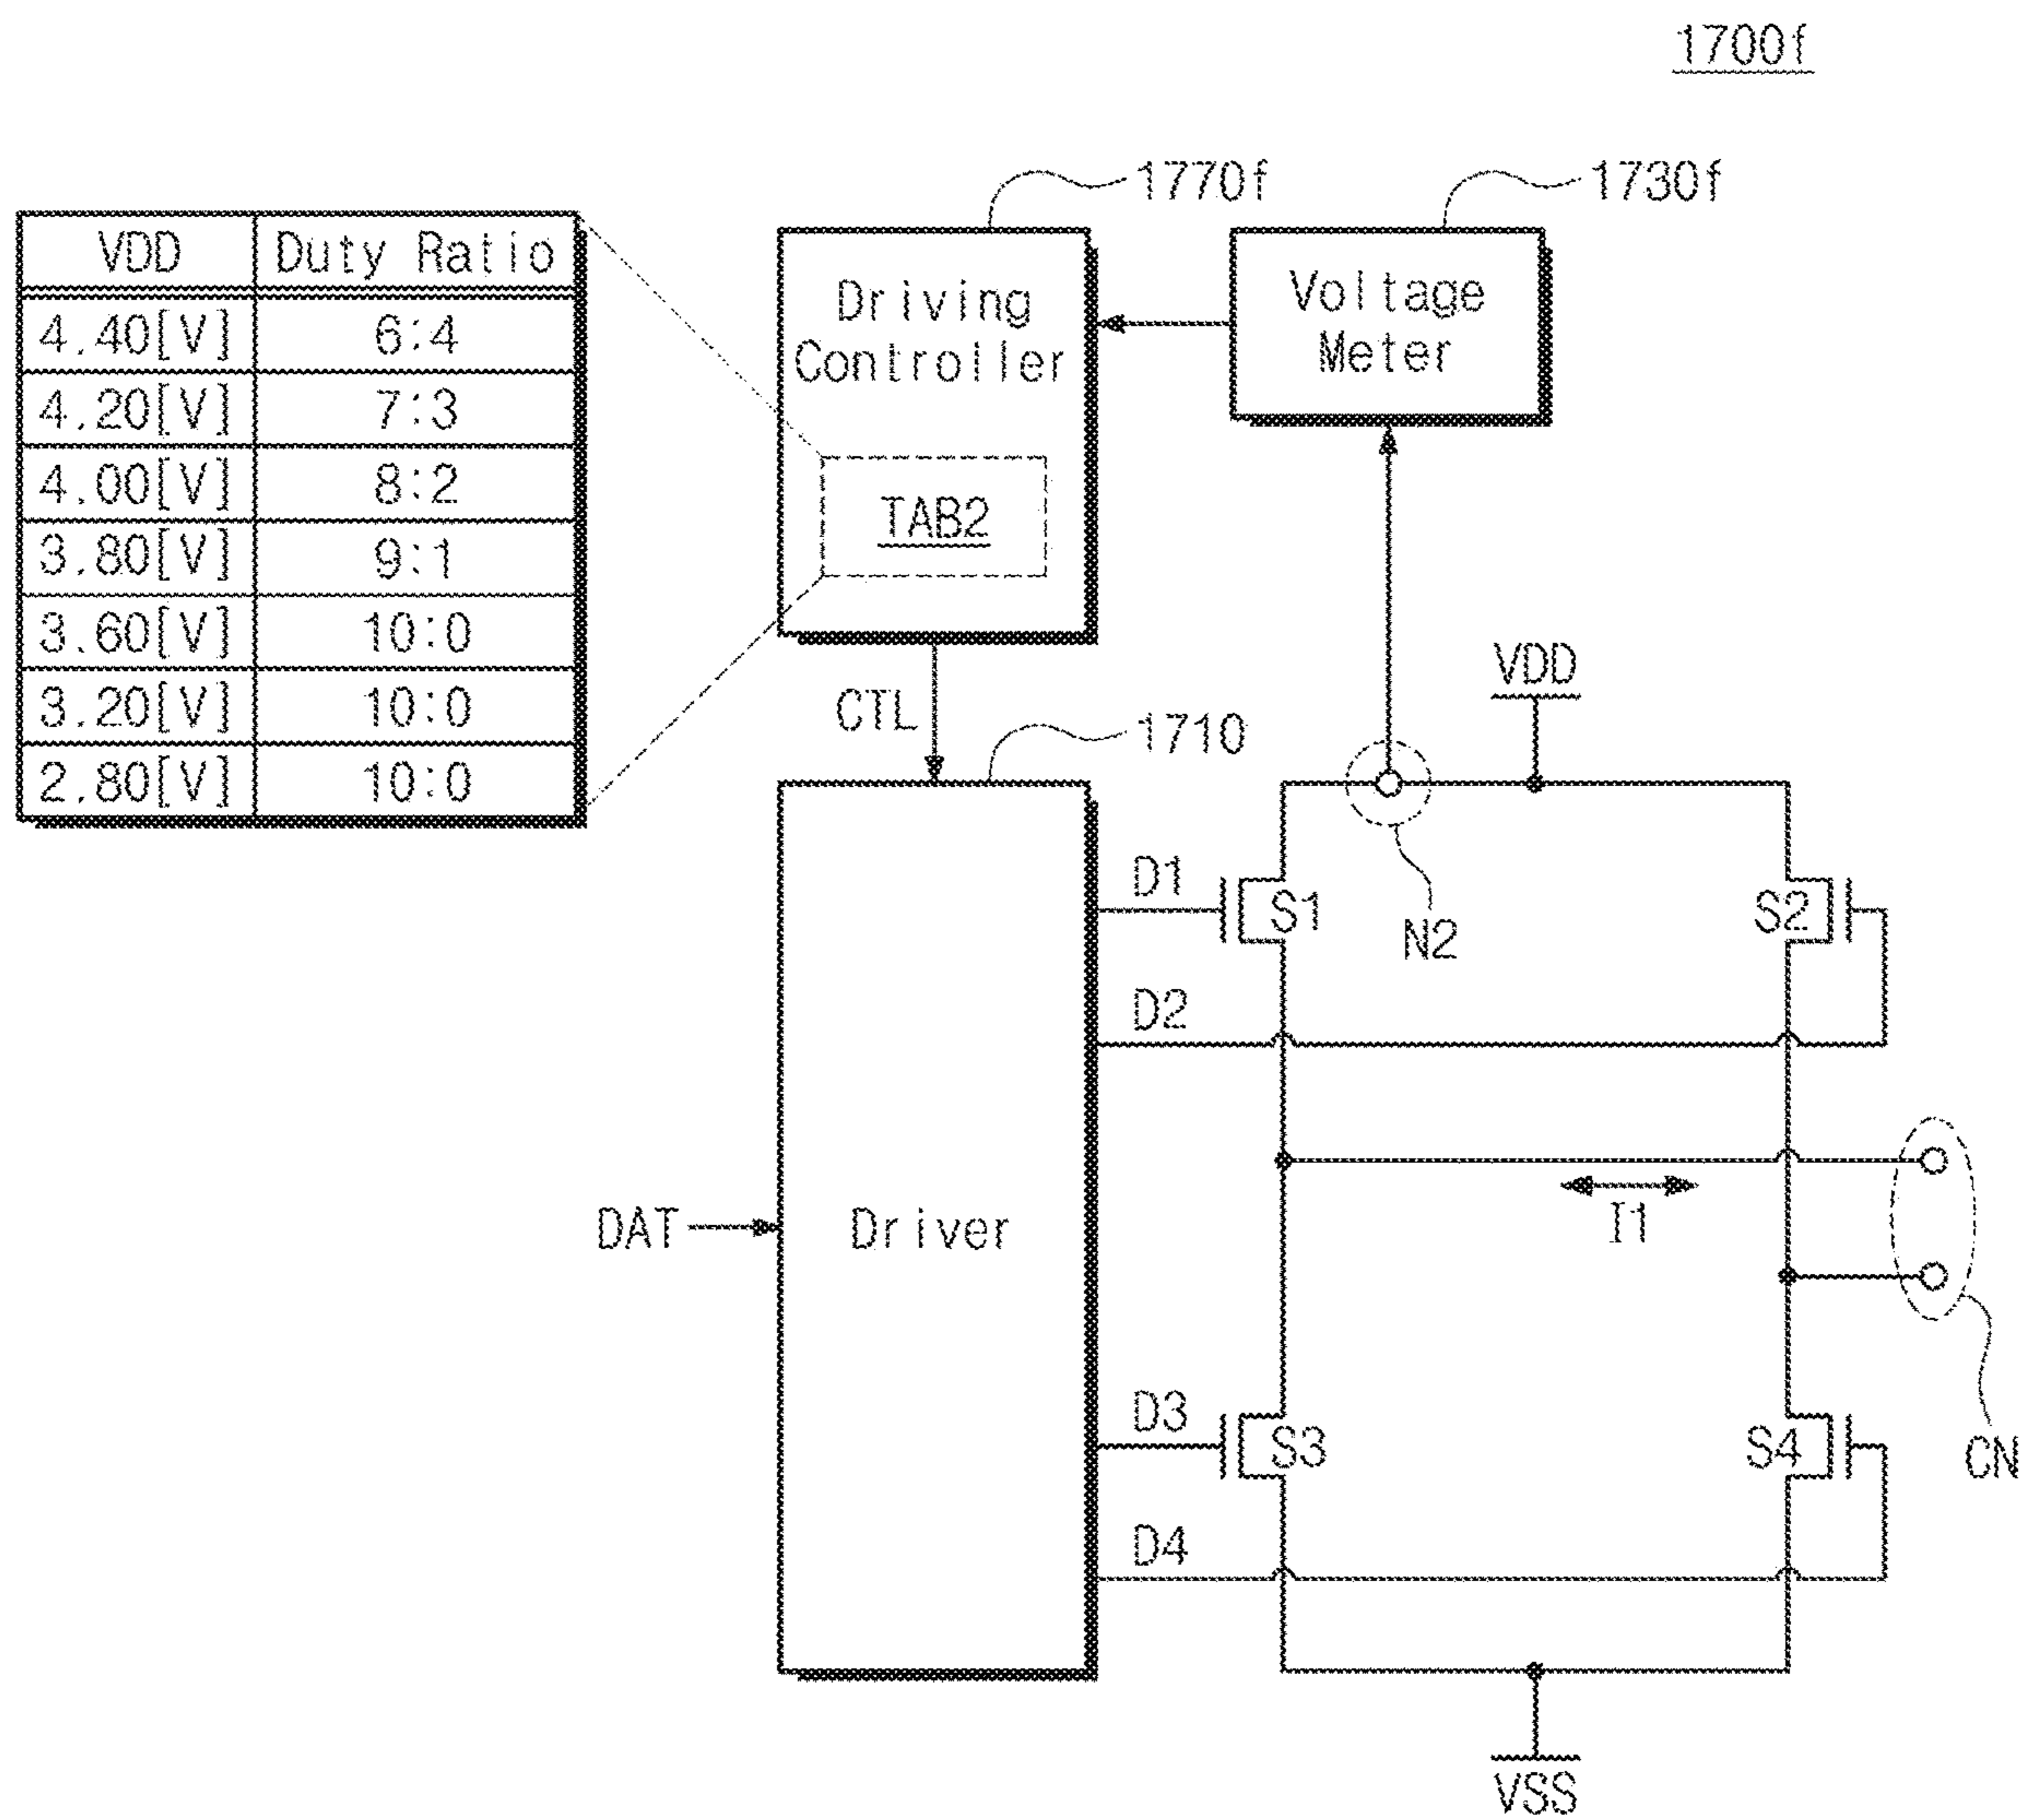 1700f
1770f
1730f
VDD Duty Ratio
4.40[V] 6:4
4.20[V] 7:3
4.00[V] 8:2
3.80[V] 9:1
3.60[V] 10:0
3.20[V] 10:0
2.80[V] 10:0
Driving
Controller
TAB2
Voltage
Meter
VDD
CTL
1710
D1
S1
N2
S2
D2
DAT
Driver
I1
D3
S3
S4
CN
D4
VSS